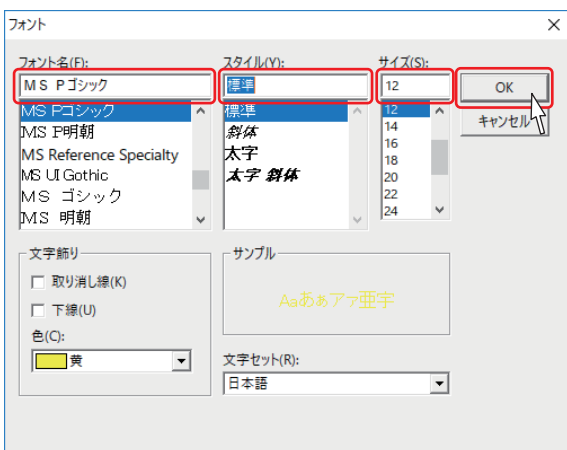 フォント
フォント名(F):
MS Pゴシック
MS Pゴシック
MS P明朝
MS Reference Specialty
MS UI Gothic
MS ゴシック
MS 明朝
スタイル(Y):
標準
標準
斜体
太字
太字 斜体
サイズ(S):
12
12
14
16
18
20
22
24
OK
キャンセル
文字飾り
取り消し線(K)
下線(U)
色(C):
黄
サンプル
Aaあぁアァ亜宇
文字セット(R):
日本語